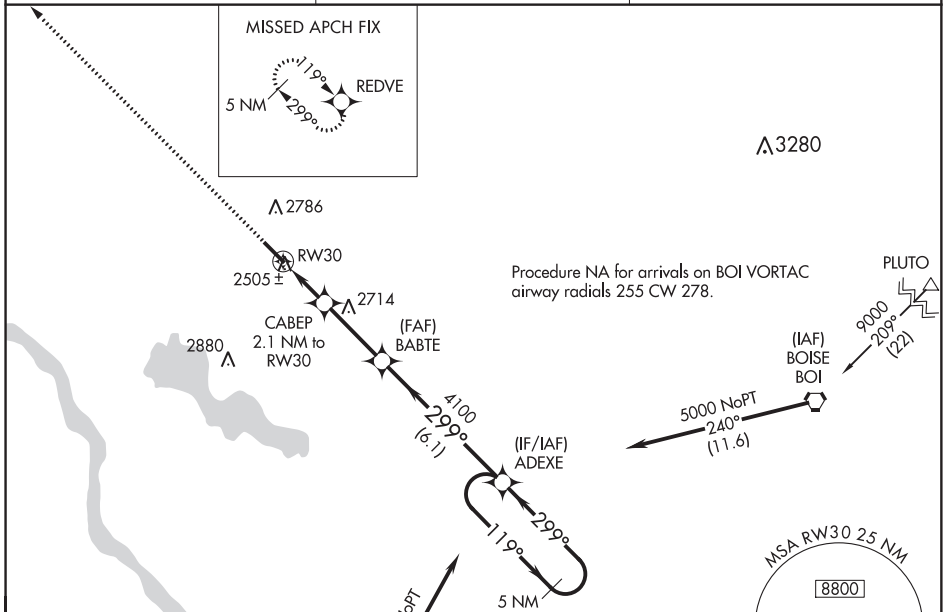 MISSED APCH FIX
119°
REDVE
5 NM
299°
3280
2786
RW30
2505 ±
Procedure NA for arrivals on BOI VORTAC
airway radials 255 CW 278.
PLUTO
9000
209°
(22)
2714
CABEP
2.1 NM to
RW30
(FAF)
BABTE
2880
(IAF)
BOISE
BOI
5000 NoPT
240°
(11.6)
4100
299°
(6.1)
(IF/IAF)
ADEXE
299°
119°
5 NM
NoPT
MSA RW30 25 NM
8800